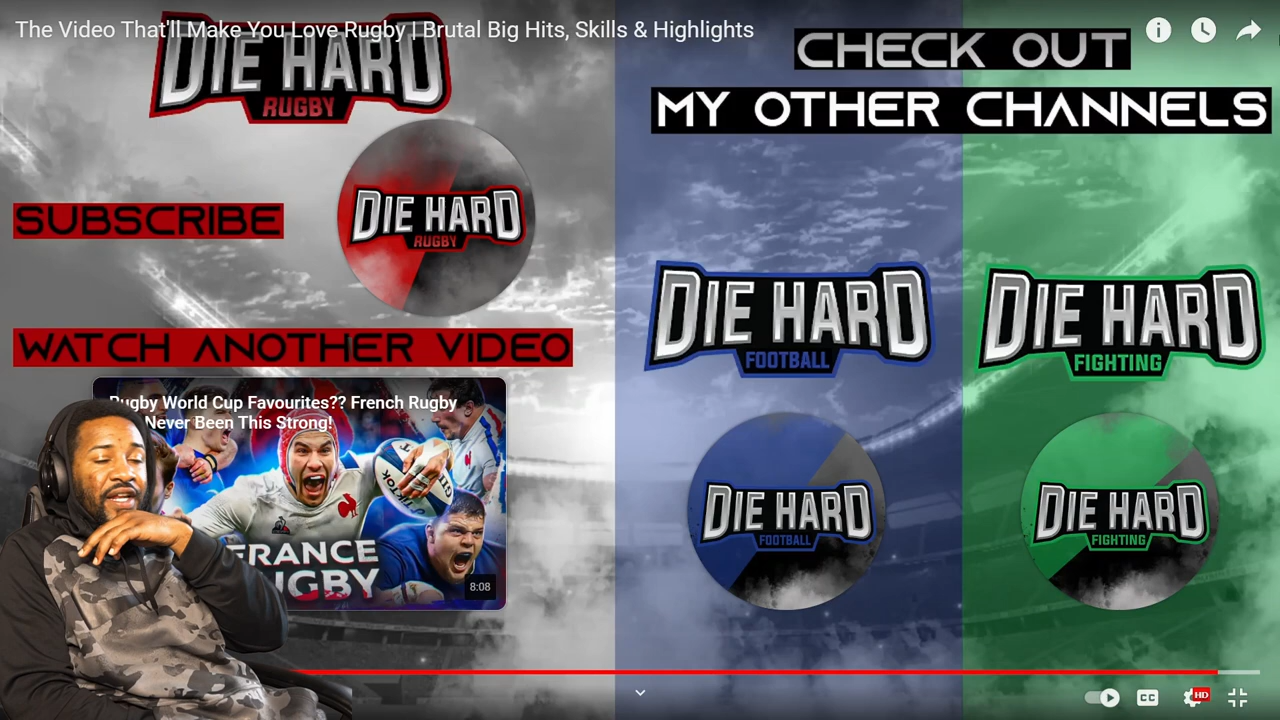 The Video That'll Make You Love Rugby | Brutal Big Hits, Skills & Highlights
DIE HARD
RUGBY
CHECK OUT
MY OTHER CHANNELS
SUBSCRIBE
DIE HARD
RUGBY
WATCH ANOTHER VIDEO
Rugby World Cup Favourites?? French Rugby
Never Been This Strong!
FRANCE
RUGBY
8:08
DIE HARD
FOOTBALL
DIE HARD
FIGHTING
DIE HARD
FOOTBALL
DIE HARD
FIGHTING
CC
HD